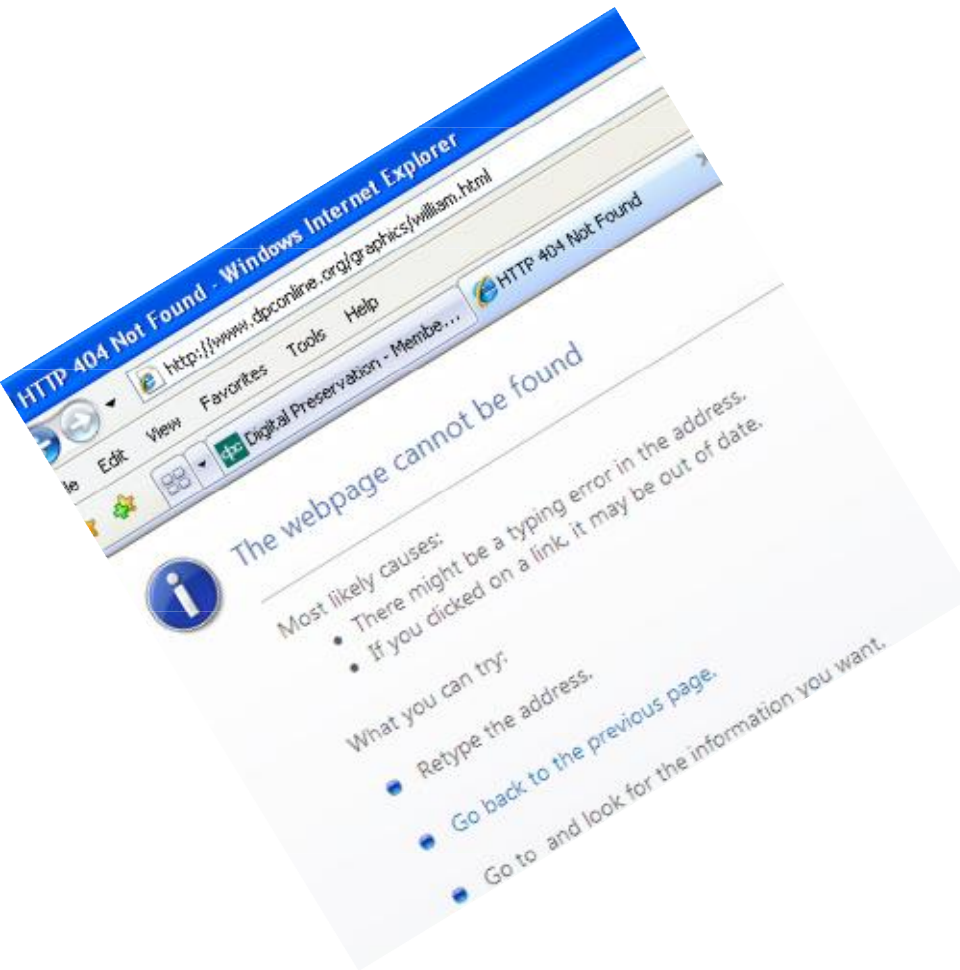 HTTP 404 Not Found - Windows Internet Explorer
http://www.dpconline.org/graphics/william.html
le Edit View Favorites Tools Help
dpc Digital Preservation - Membe... HTTP 404 Not Found
The webpage cannot be found
Most likely causes:
• There might be a typing error in the address.
• If you clicked on a link, it may be out of date.
What you can try:
Retype the address.
Go back to the previous page.
Go to and look for the information you want.